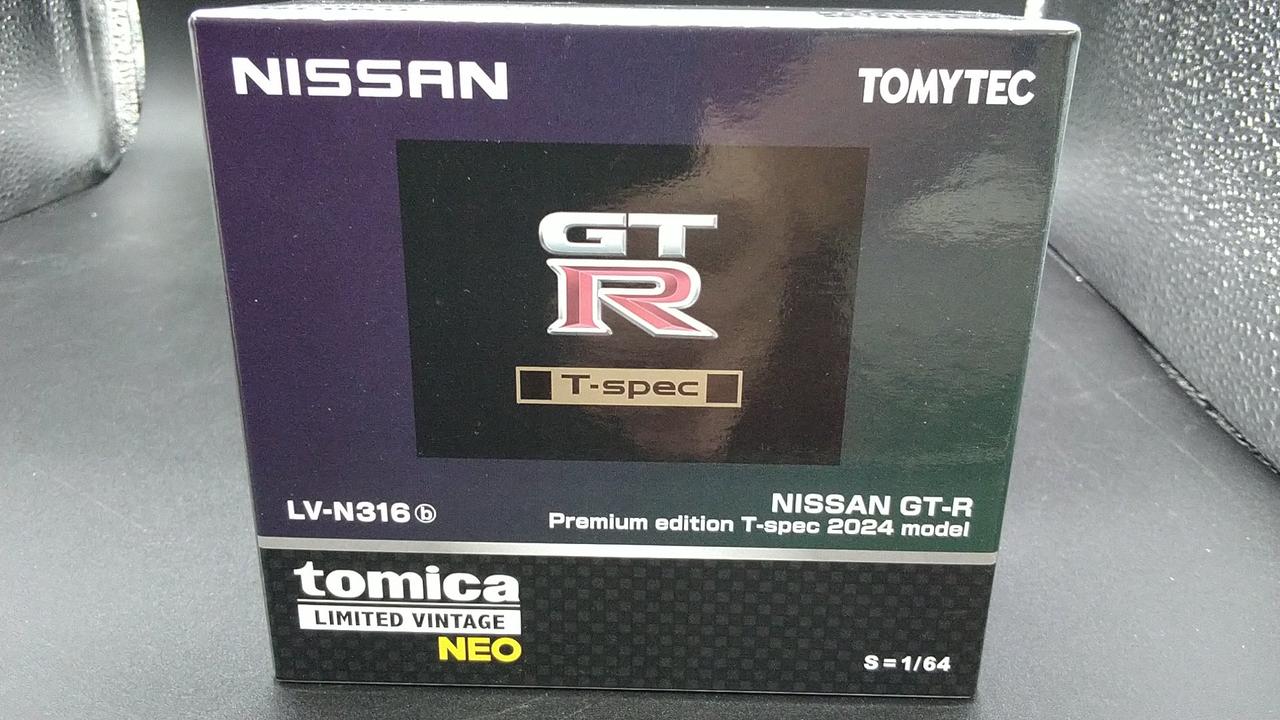 NISSAN
TOMYTEC
GT
R
T-spec
LV-N316ⓑ
NISSAN GT-R
Premium edition T-spec 2024 model
tomica
LIMITED VINTAGE
NEO
S=1/64